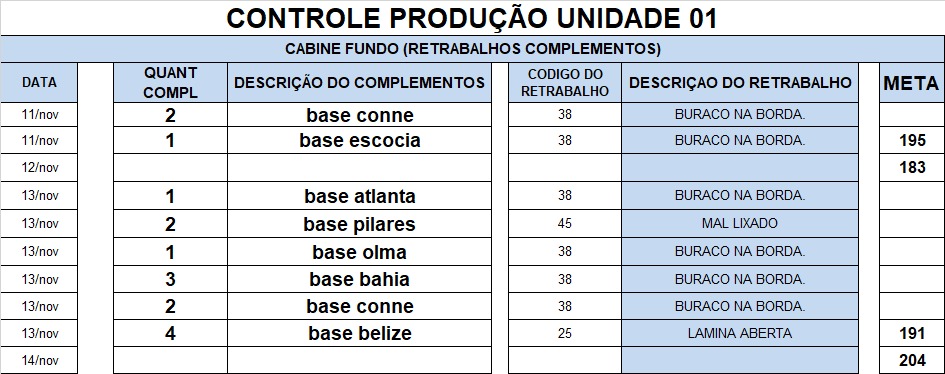 CONTROLE PRODUÇÃO UNIDADE 01
CABINE FUNDO (RETRABALHOS COMPLEMENTOS)
DATA QUANT COMPL DESCRIÇÃO DO COMPLEMENTOS CODIGO DO RETRABALHO DESCRIÇAO DO RETRABALHO META
11/nov 2 base conne 38 BURACO NA BORDA.
11/nov 1 base escocia 38 BURACO NA BORDA. 195
12/nov 183
13/nov 1 base atlanta 38 BURACO NA BORDA.
13/nov 2 base pilares 45 MAL LIXADO
13/nov 1 base olma 38 BURACO NA BORDA.
13/nov 3 base bahia 38 BURACO NA BORDA.
13/nov 2 base conne 38 BURACO NA BORDA.
13/nov 4 base belize 25 LAMINA ABERTA 191
14/nov 204